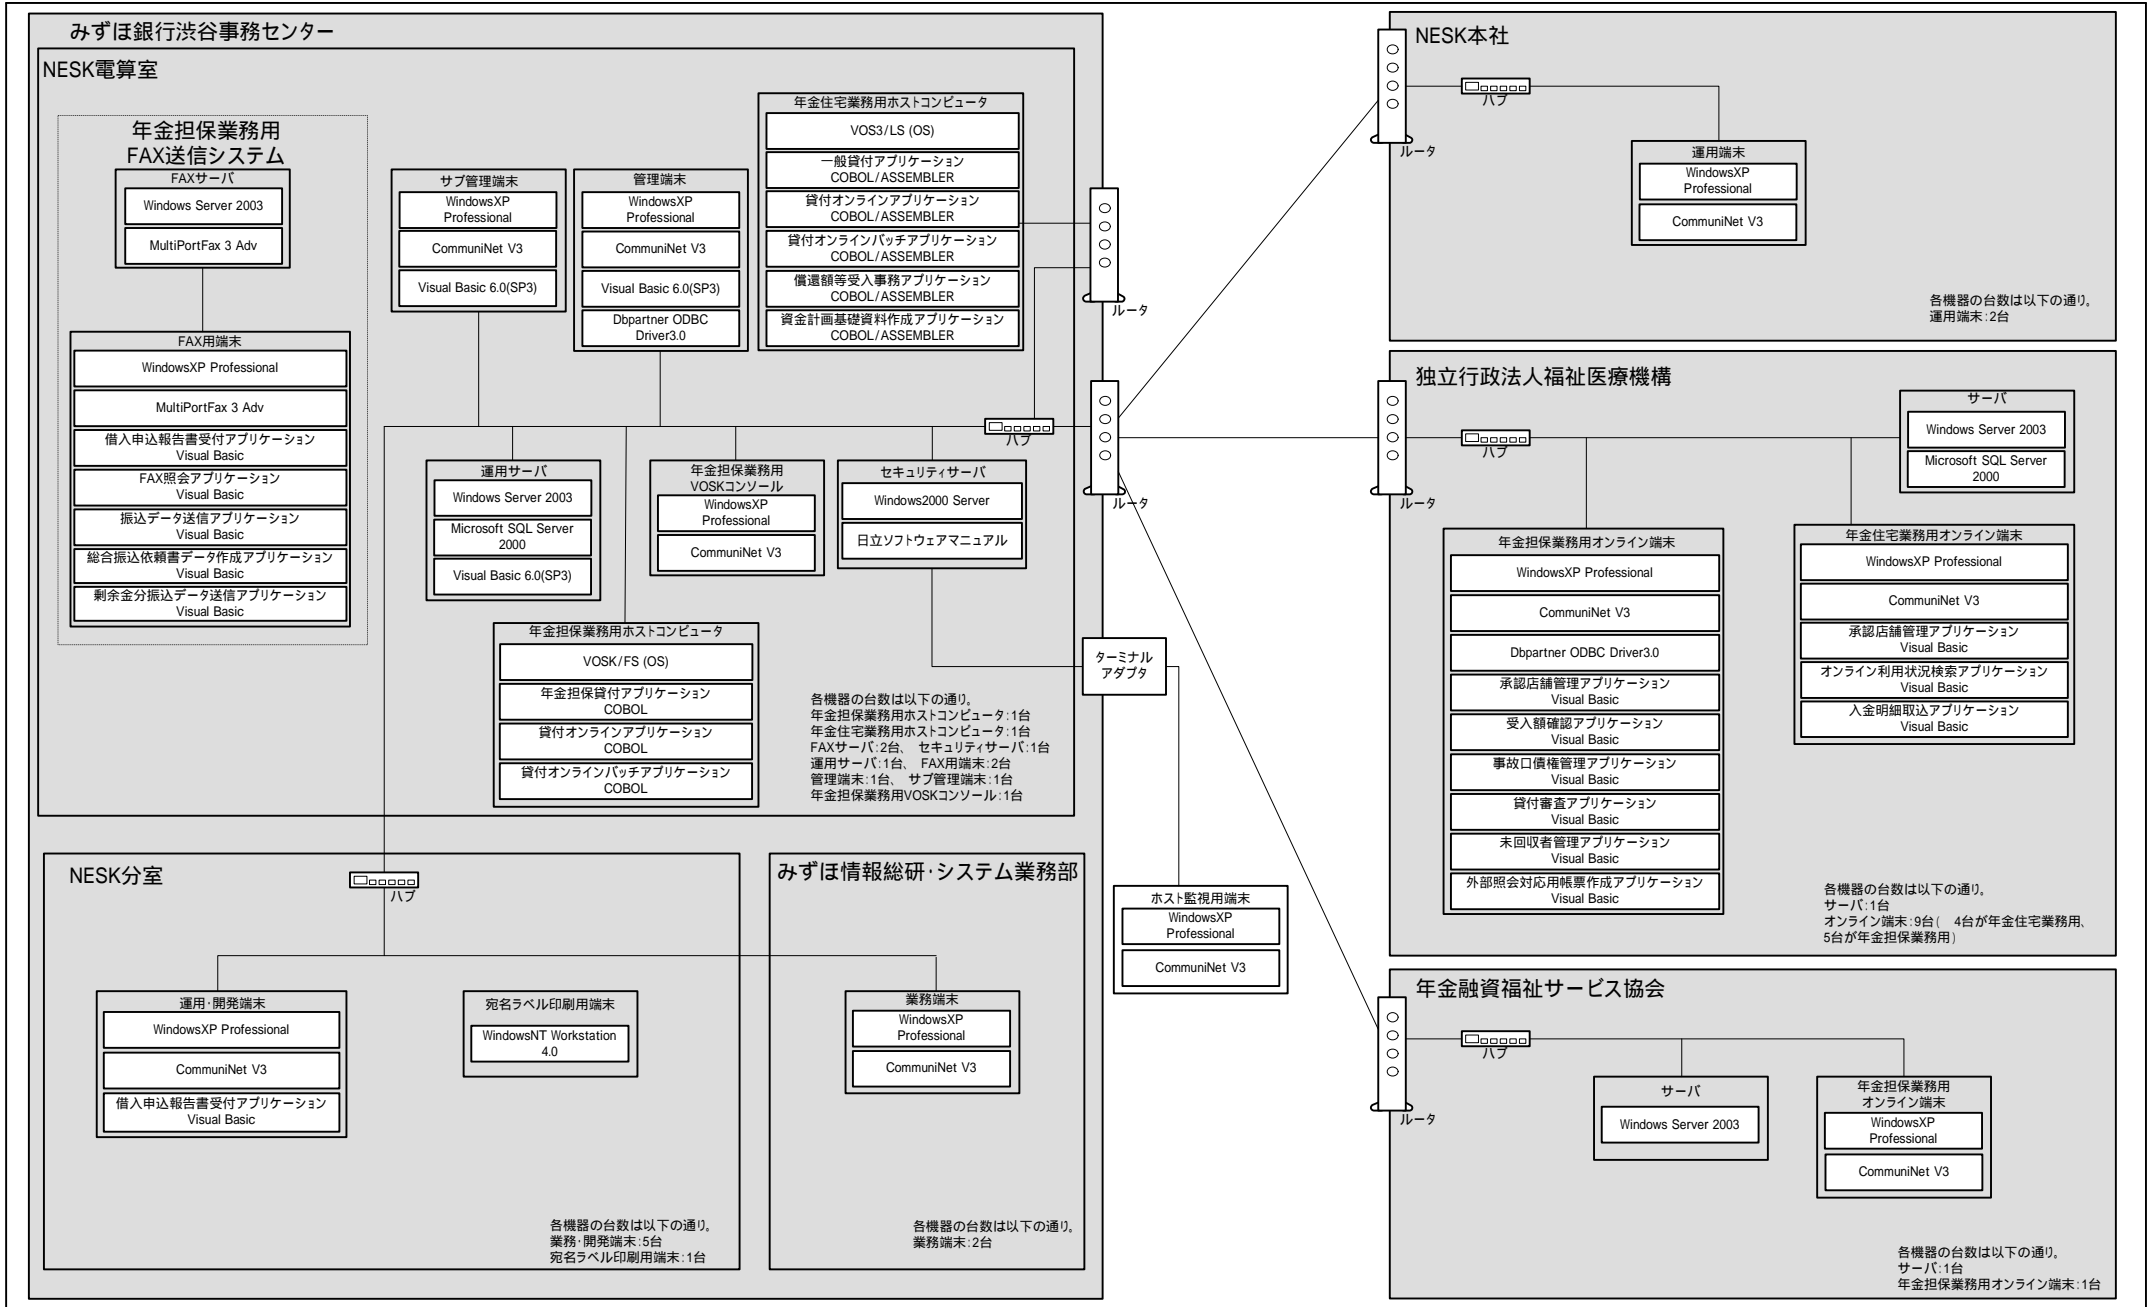 みずほ銀行渋谷事務センター
NESK電算室
年金担保業務用
FAX送信システム
FAXサーバ
Windows Server 2003
MultiPortFax 3 Adv
FAX用端末
WindowsXP Professional
MultiPortFax 3 Adv
借入申込報告書受付アプリケーション
Visual Basic
FAX照会アプリケーション
Visual Basic
振込データ送信アプリケーション
Visual Basic
総合振込依頼書データ作成アプリケーション
Visual Basic
剰余金分振込データ送信アプリケーション
Visual Basic
サブ管理端末
WindowsXP
Professional
CommuniNet V3
Visual Basic 6.0(SP3)
管理端末
WindowsXP
Professional
CommuniNet V3
Visual Basic 6.0(SP3)
Dbpartner ODBC
Driver3.0
年金住宅業務用ホストコンピュータ
VOS3/LS (OS)
一般貸付アプリケーション
COBOL/ASSEMBLER
貸付オンラインアプリケーション
COBOL/ASSEMBLER
貸付オンラインバッチアプリケーション
COBOL/ASSEMBLER
償還額等受入事務アプリケーション
COBOL/ASSEMBLER
資金計画基礎資料作成アプリケーション
COBOL/ASSEMBLER
ルータ
ハブ
ルータ
運用サーバ
Windows Server 2003
Microsoft SQL Server
2000
Visual Basic 6.0(SP3)
年金担保業務用
VOSKコンソール
WindowsXP
Professional
CommuniNet V3
セキュリティサーバ
Windows2000 Server
日立ソフトウェアマニュアル
年金担保業務用ホストコンピュータ
VOSK/FS (OS)
年金担保貸付アプリケーション
COBOL
貸付オンラインアプリケーション
COBOL
貸付オンラインバッチアプリケーション
COBOL
各機器の台数は以下の通り。
年金担保業務用ホストコンピュータ:1台
年金住宅業務用ホストコンピュータ:1台
FAXサーバ:2台、 セキュリティサーバ:1台
運用サーバ:1台、 FAX用端末:2台
管理端末:1台、 サブ管理端末:1台
年金担保業務用VOSKコンソール:1台
ターミナル
アダプタ
NESK分室
ハブ
運用･開発端末
WindowsXP Professional
CommuniNet V3
借入申込報告書受付アプリケーション
Visual Basic
宛名ラベル印刷用端末
WindowsNT Workstation
4.0
各機器の台数は以下の通り。
業務･開発端末:5台
宛名ラベル印刷用端末:1台
みずほ情報総研･システム業務部
業務端末
WindowsXP
Professional
CommuniNet V3
各機器の台数は以下の通り。
業務端末:2台
ホスト監視用端末
WindowsXP
Professional
CommuniNet V3
NESK本社
ルータ
ハブ
運用端末
WindowsXP
Professional
CommuniNet V3
各機器の台数は以下の通り。
運用端末:2台
独立行政法人福祉医療機構
ルータ
ハブ
サーバ
Windows Server 2003
Microsoft SQL Server
2000
年金担保業務用オンライン端末
WindowsXP Professional
CommuniNet V3
Dbpartner ODBC Driver3.0
承認店舗管理アプリケーション
Visual Basic
受入額確認アプリケーション
Visual Basic
事故口債権管理アプリケーション
Visual Basic
貸付審査アプリケーション
Visual Basic
未回収者管理アプリケーション
Visual Basic
外部照会対応用帳票作成アプリケーション
Visual Basic
年金住宅業務用オンライン端末
WindowsXP Professional
CommuniNet V3
承認店舗管理アプリケーション
Visual Basic
オンライン利用状況検索アプリケーション
Visual Basic
入金明細取込アプリケーション
Visual Basic
各機器の台数は以下の通り。
サーバ:1台
オンライン端末:9台( 4台が年金住宅業務用、
5台が年金担保業務用)
年金融資福祉サービス協会
ルータ
ハブ
サーバ
Windows Server 2003
年金担保業務用
オンライン端末
WindowsXP
Professional
CommuniNet V3
各機器の台数は以下の通り。
サーバ:1台
年金担保業務用オンライン端末:1台